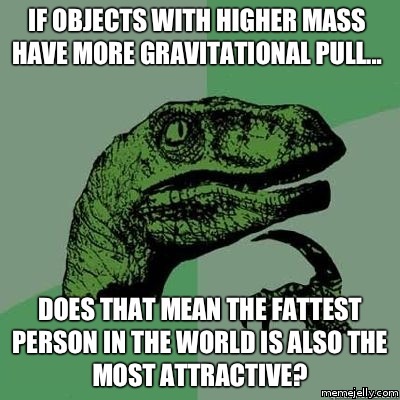 IF OBJECTS WITH HIGHER MASS
HAVE MORE GRAVITATIONAL PULL...
DOES THAT MEAN THE FATTEST
PERSON IN THE WORLD IS ALSO THE
MOST ATTRACTIVE?
memejelly.com